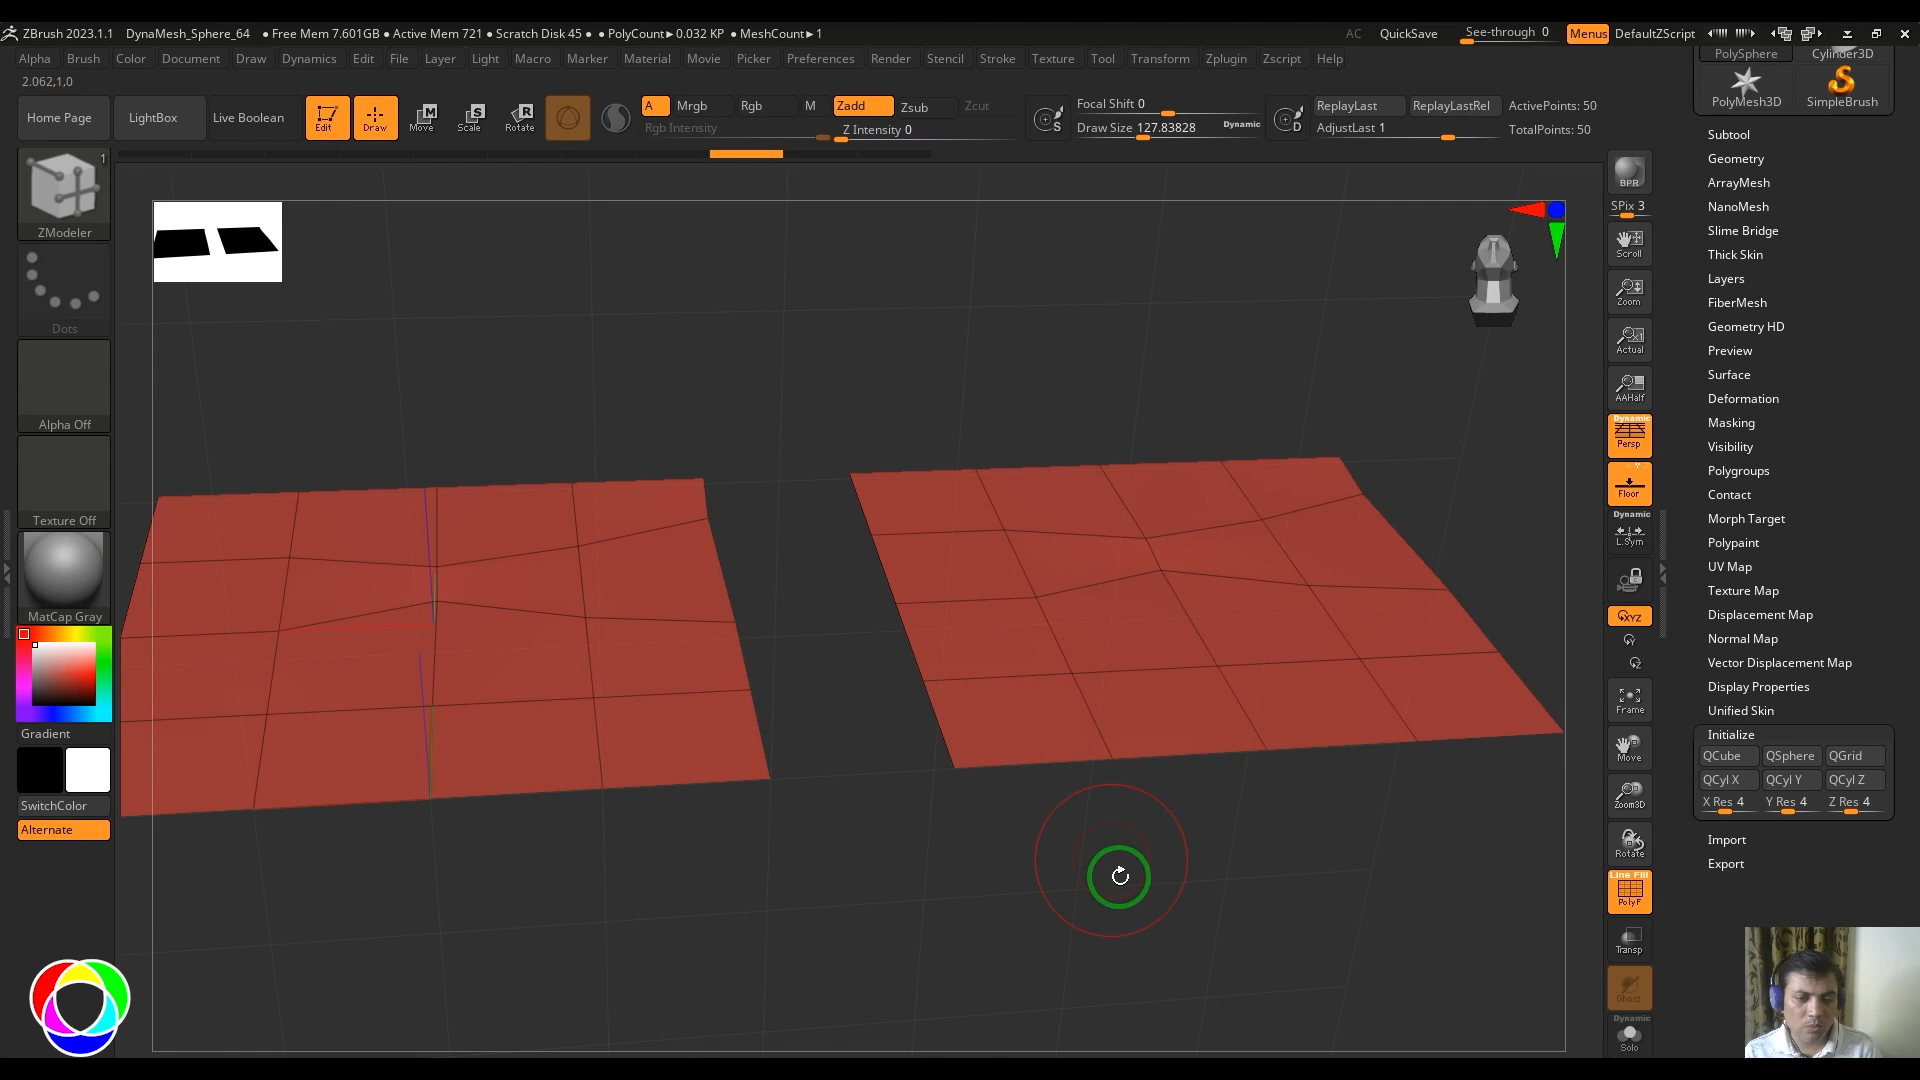 ZBrush 2023.1.1 DynaMesh_Sphere_64 ● Free Mem 7.601GB ● Active Mem 721 ● Scratch Disk 45 ● ● PolyCount► 0.032 KP ● MeshCount► 1 AC QuickSave See-through 0 Menus DefaultZScript
Alpha Brush Color Document Draw Dynamics Edit File Layer Light Macro Marker Material Movie Picker Preferences Render Stencil Stroke Texture Tool Transform Zplugin Zscript Help
2.062,1,0
Home Page LightBox Live Boolean Edit Draw Move Scale Rotate
A Mrgb Rgb M Zadd Zsub Zcut
Rgb Intensity Z Intensity 0
Focal Shift 0
Draw Size 127.83828 Dynamic
ReplayLast ReplayLastRel ActivePoints: 50
AdjustLast 1 TotalPoints: 50
1
ZModeler
Dots
Alpha Off
Texture Off
MatCap Gray
Gradient
SwitchColor
Alternate
BPR
SPix 3
Scroll
Zoom
Actual
AAHalf
Dynamic
Persp
Floor
Dynamic
L.Sym
XYZ
Y
Z
Frame
Move
Zoom3D
Rotate
Line Fill
PolyF
Transp
Ghost
Dynamic
Solo
PolySphere Cylinder3D
PolyMesh3D SimpleBrush
Subtool
Geometry
ArrayMesh
NanoMesh
Slime Bridge
Thick Skin
Layers
FiberMesh
Geometry HD
Preview
Surface
Deformation
Masking
Visibility
Polygroups
Contact
Morph Target
Polypaint
UV Map
Texture Map
Displacement Map
Normal Map
Vector Displacement Map
Display Properties
Unified Skin
Initialize
QCube QSphere QGrid
QCyl X QCyl Y QCyl Z
X Res 4 Y Res 4 Z Res 4
Import
Export